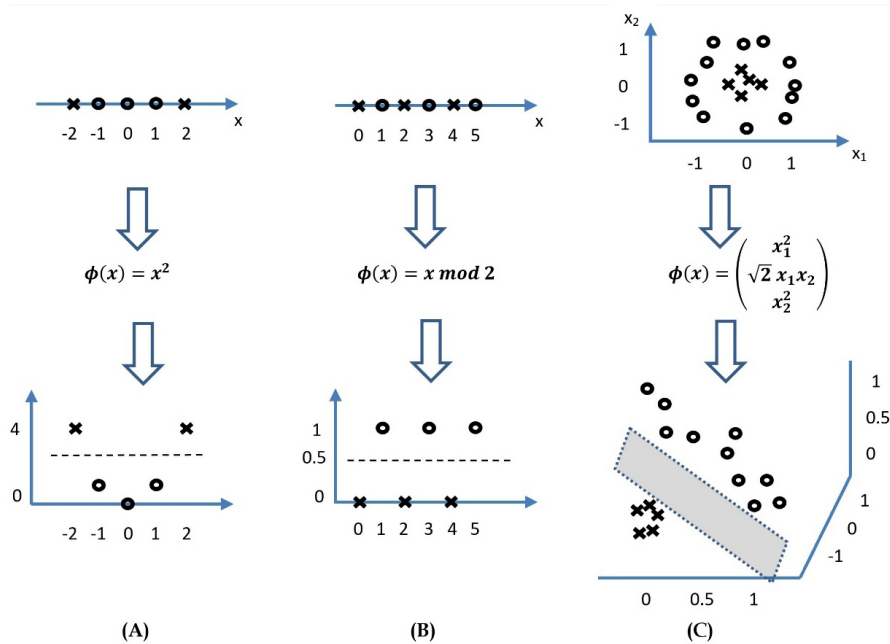 x
-2 -1 0 1 2
ϕ(x) = x²
4
0
-2 -1 0 1 2
(A)
x
0 1 2 3 4 5
ϕ(x) = x mod 2
1
0.5
0
0 1 2 3 4 5
(B)
x₂
1
0
-1
-1 0 1
x₁
ϕ(x) = ( x₁²
√2 x₁x₂
x₂² )
1
0.5
0
1
0
-1
0 0.5 1
(C)